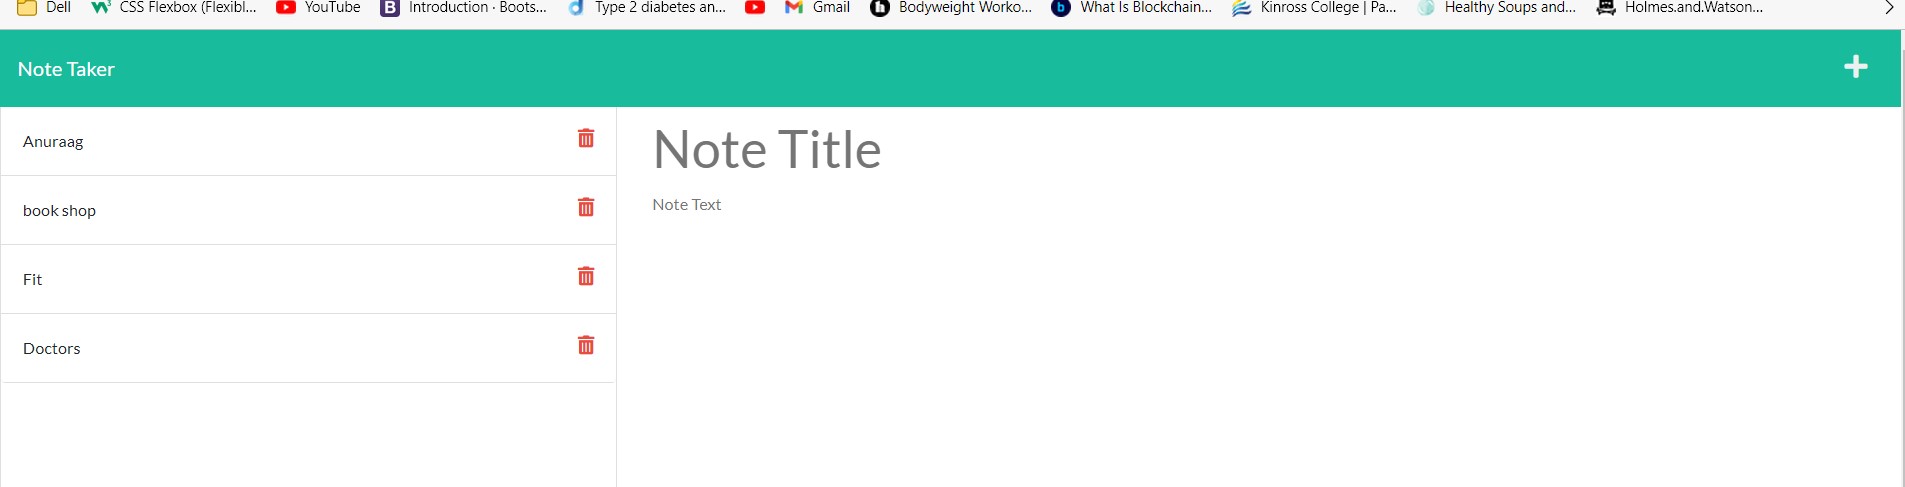 Dell CSS Flexbox (Flexibl... YouTube Introduction · Boots... Type 2 diabetes an... Gmail Bodyweight Worko... What Is Blockchain... Kinross College | Pa... Healthy Soups and... Holmes.and.Watson...
Note Taker
Anuraag
book shop
Fit
Doctors
Note Title
Note Text